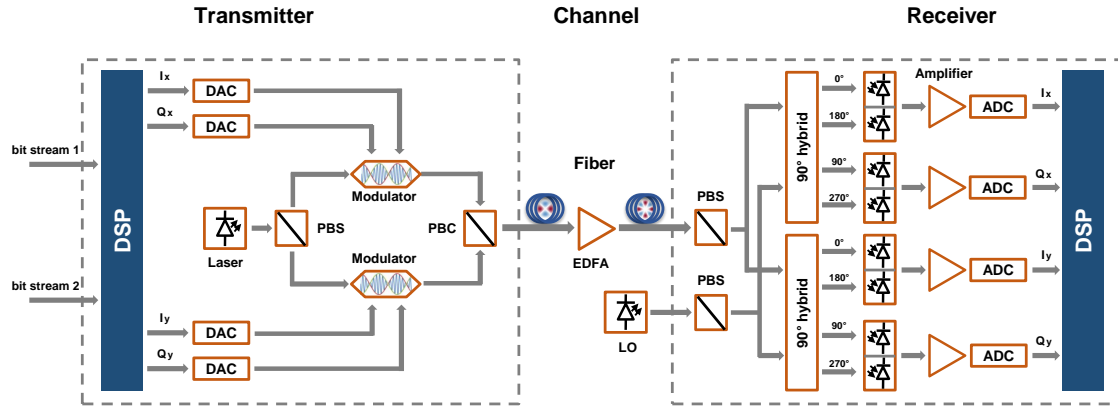 Transmitter
Channel
Receiver
bit stream 1
bit stream 2
DSP
Ix
DAC
Qx
DAC
Modulator
Laser
PBS
PBC
Modulator
Iy
DAC
Qy
DAC
Fiber
EDFA
LO
PBS
PBS
90° hybrid
90° hybrid
0°
180°
90°
270°
0°
180°
90°
270°
Amplifier
ADC
Ix
ADC
Qx
ADC
Iy
ADC
Qy
DSP